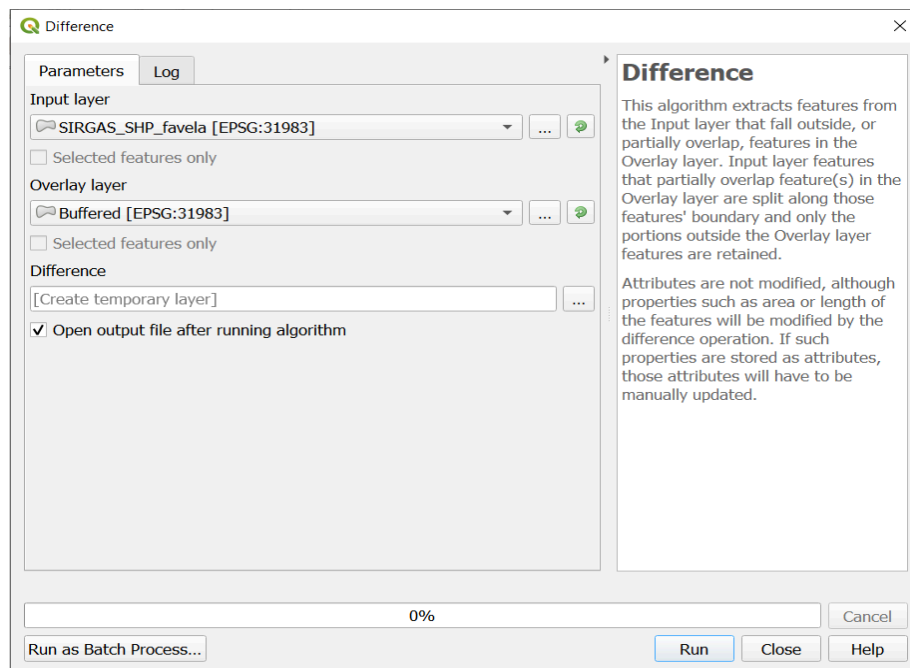 Difference
Parameters
Log
Input layer
SIRGAS_SHP_favela [EPSG:31983]
...
Selected features only
Overlay layer
Buffered [EPSG:31983]
...
Selected features only
Difference
[Create temporary layer]
...
Open output file after running algorithm
Difference
This algorithm extracts features from
the Input layer that fall outside, or
partially overlap, features in the
Overlay layer. Input layer features
that partially overlap feature(s) in the
Overlay layer are split along those
features' boundary and only the
portions outside the Overlay layer
features are retained.
Attributes are not modified, although
properties such as area or length of
the features will be modified by the
difference operation. If such
properties are stored as attributes,
those attributes will have to be
manually updated.
0%
Cancel
Run as Batch Process...
Run
Close
Help